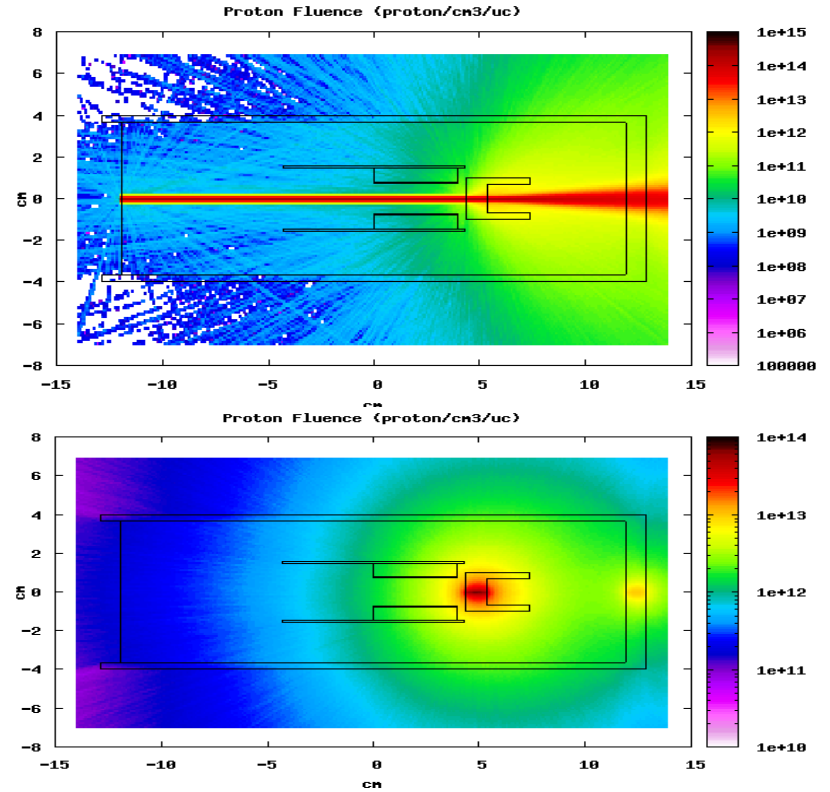 Proton Fluence (proton/cm3/uc)
8
6
4
2
0
-2
-4
-6
-8
cm
-15
-10
-5
0
5
10
15
cm
1e+15
1e+14
1e+13
1e+12
1e+11
1e+10
1e+09
1e+08
1e+07
1e+06
100000
Proton Fluence (proton/cm3/uc)
8
6
4
2
0
-2
-4
-6
-8
cm
-15
-10
-5
0
5
10
15
cm
1e+14
1e+13
1e+12
1e+11
1e+10